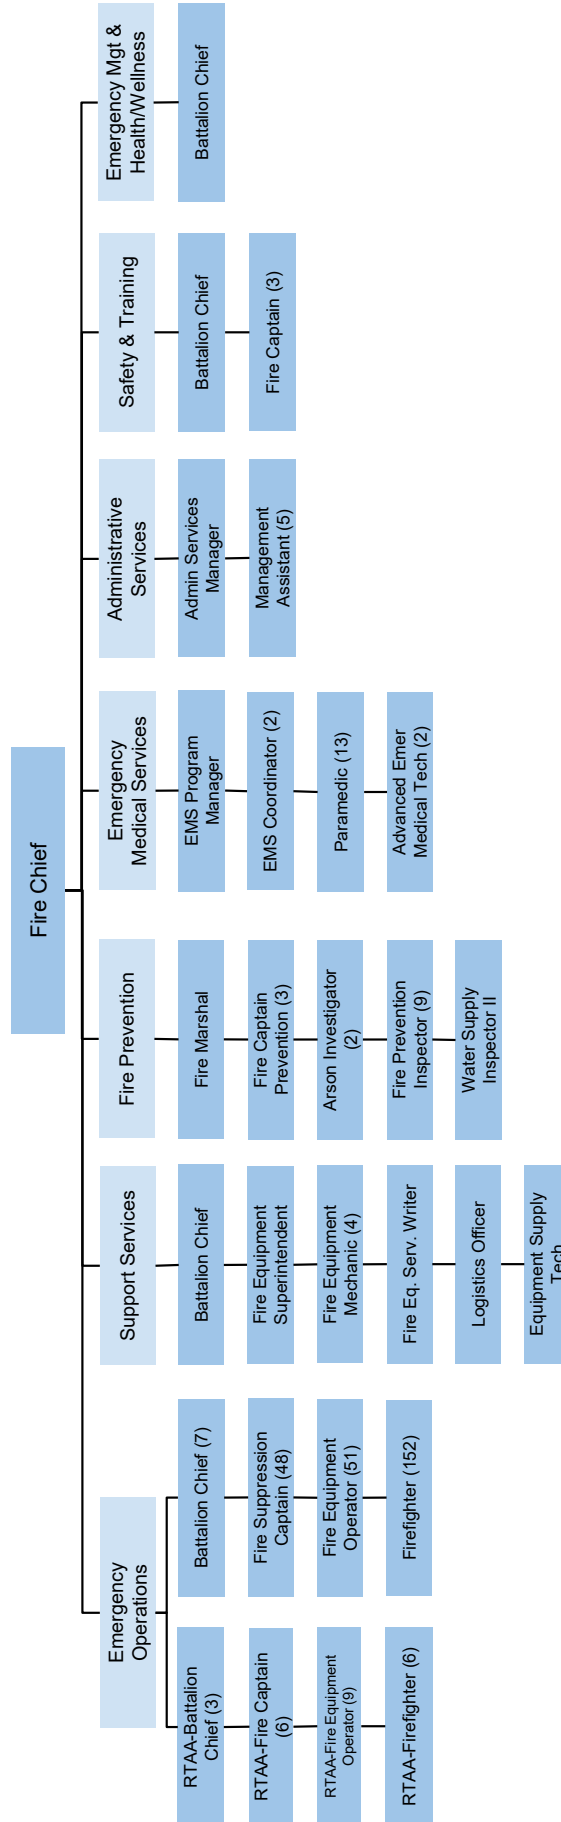 Fire Chief
Emergency
Operations
RTAA-Battalion
Chief (3)
RTAA-Fire Captain
(6)
RTAA-Fire Equipment
Operator (9)
RTAA-Firefighter (6)
Battalion Chief (7)
Fire Suppression
Captain (48)
Fire Equipment
Operator (51)
Firefighter (152)
Support Services
Battalion Chief
Fire Equipment
Superintendent
Fire Equipment
Mechanic (4)
Fire Eq. Serv. Writer
Logistics Officer
Equipment Supply
Tech
Fire Prevention
Fire Marshal
Fire Captain
Prevention (3)
Arson Investigator
(2)
Fire Prevention
Inspector (9)
Water Supply
Inspector II
Emergency
Medical Services
EMS Program
Manager
EMS Coordinator (2)
Paramedic (13)
Advanced Emer
Medical Tech (2)
Administrative
Services
Admin Services
Manager
Management
Assistant (5)
Safety & Training
Battalion Chief
Fire Captain (3)
Emergency Mgt &
Health/Wellness
Battalion Chief